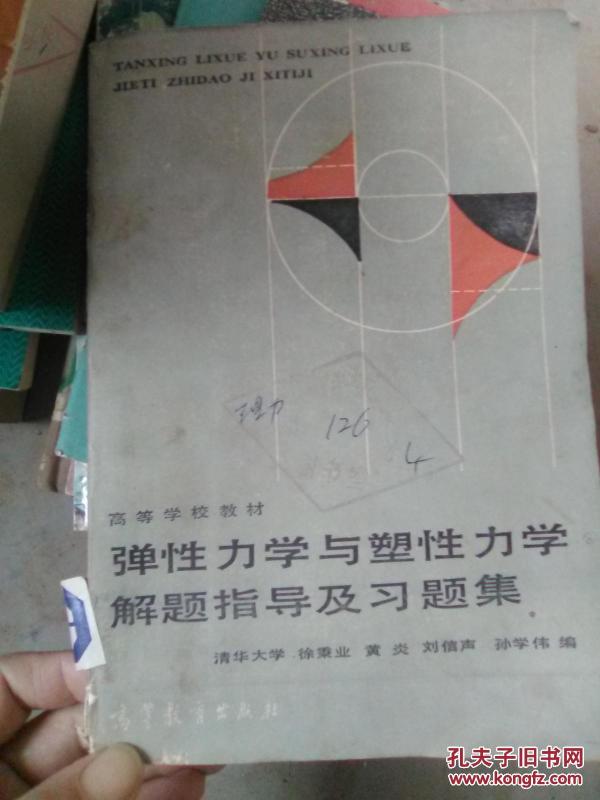 TANXING LIXUE YU SUXING LIXUE
JIETI ZHIDAO JI XITIJI
理力
126
4
高等学校教材
弹性力学与塑性力学
解题指导及习题集
清华大学 徐秉业 黄炎 刘信声 孙学伟 编
高等教育出版社
孔夫子旧书网
www.kongfz.com